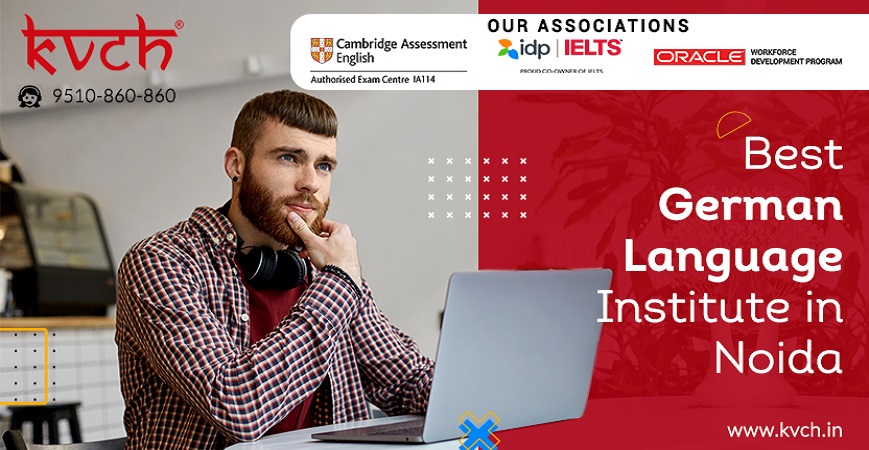 kvch®
9510-860-860
OUR ASSOCIATIONS
Cambridge Assessment
English
Authorised Exam Centre IA114
idp IELTS™
PROUD CO-OWNER OF IELTS
ORACLE®
WORKFORCE
DEVELOPMENT PROGRAM
Best
German
Language
Institute in
Noida
www.kvch.in